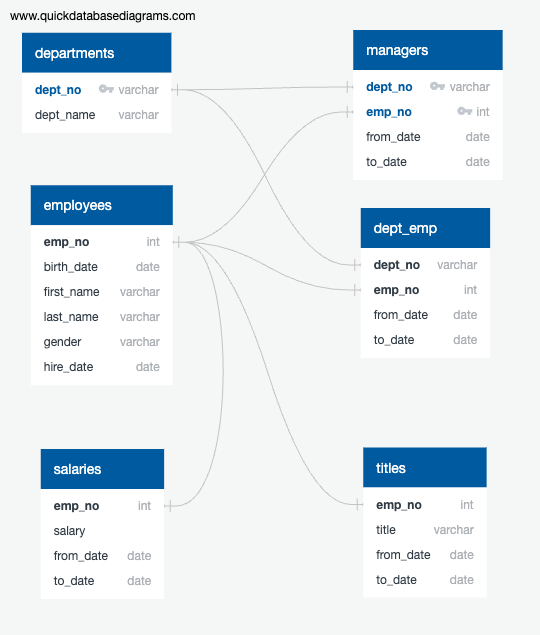 www.quickdatabasediagrams.com
departments
dept_no varchar
dept_name varchar
managers
dept_no varchar
emp_no int
from_date date
to_date date
employees
emp_no int
birth_date date
first_name varchar
last_name varchar
gender varchar
hire_date date
dept_emp
dept_no varchar
emp_no int
from_date date
to_date date
salaries
emp_no int
salary
from_date date
to_date date
titles
emp_no int
title varchar
from_date date
to_date date